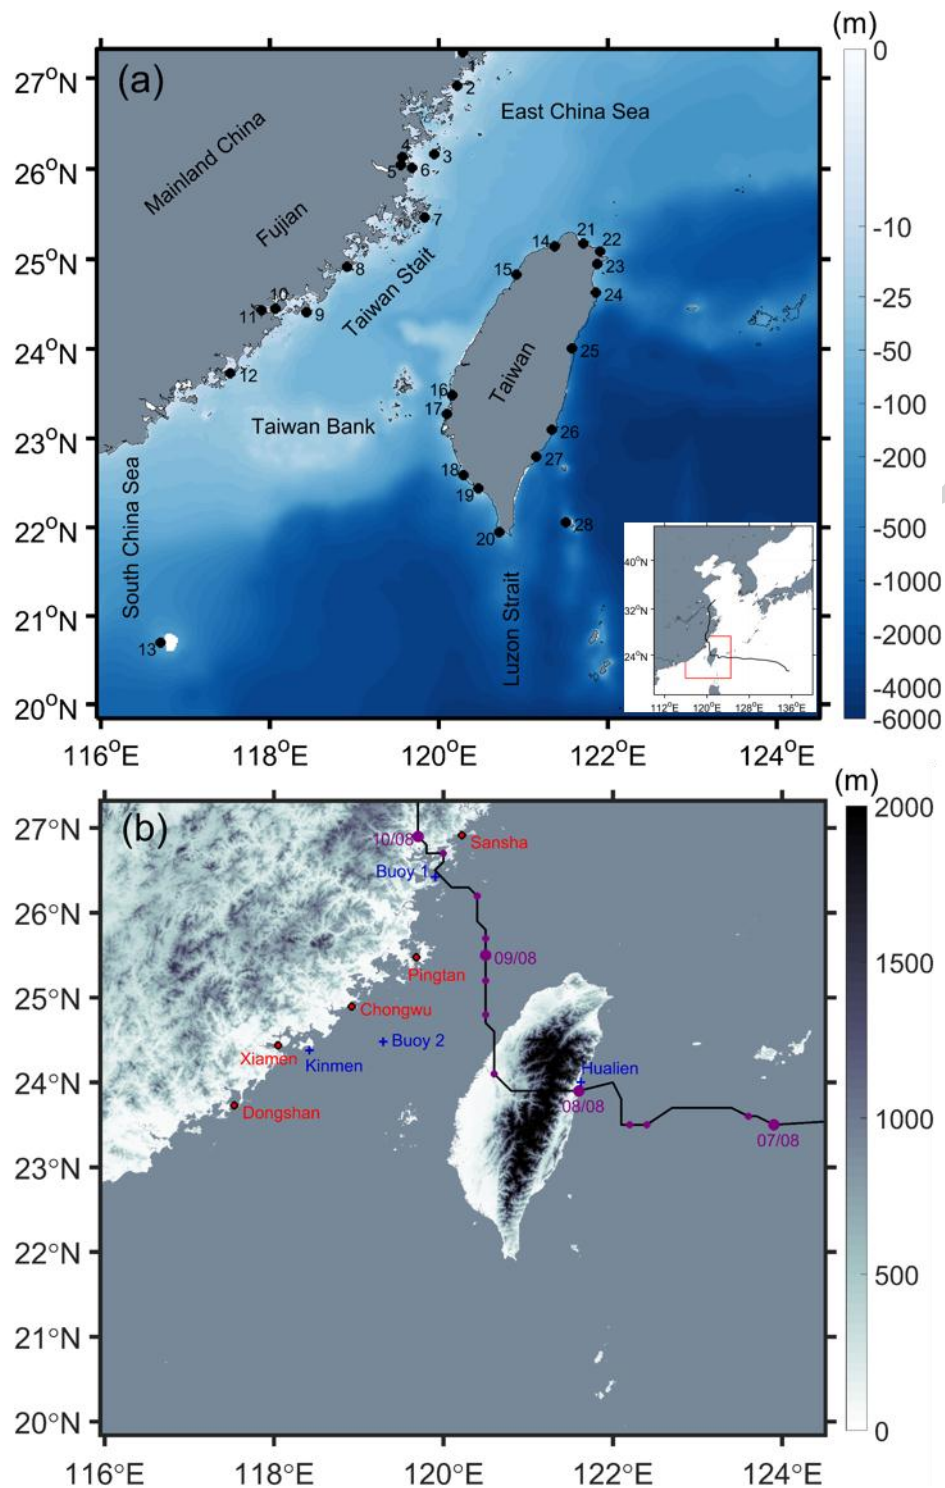 (m)
(a)
27°N
26°N
25°N
24°N
23°N
22°N
21°N
20°N
116°E
118°E
120°E
122°E
124°E
Mainland China
Fujian
East China Sea
Taiwan Stait
Taiwan
Taiwan Bank
South China Sea
Luzon Strait
1
2
3
4
5
6
7
8
9
10
11
12
13
14
15
16
17
18
19
20
21
22
23
24
25
26
27
28
40°N
32°N
24°N
112°E
120°E
128°E
136°E
0
-10
-25
-50
-100
-200
-500
-1000
-2000
-4000
-6000
(m)
(b)
27°N
26°N
25°N
24°N
23°N
22°N
21°N
20°N
116°E
118°E
120°E
122°E
124°E
10/08
Sansha
Buoy 1
09/08
Pingtan
Chongwu
Buoy 2
Xiamen
Kinmen
Hualien
Dongshan
08/08
07/08
2000
1500
1000
500
0